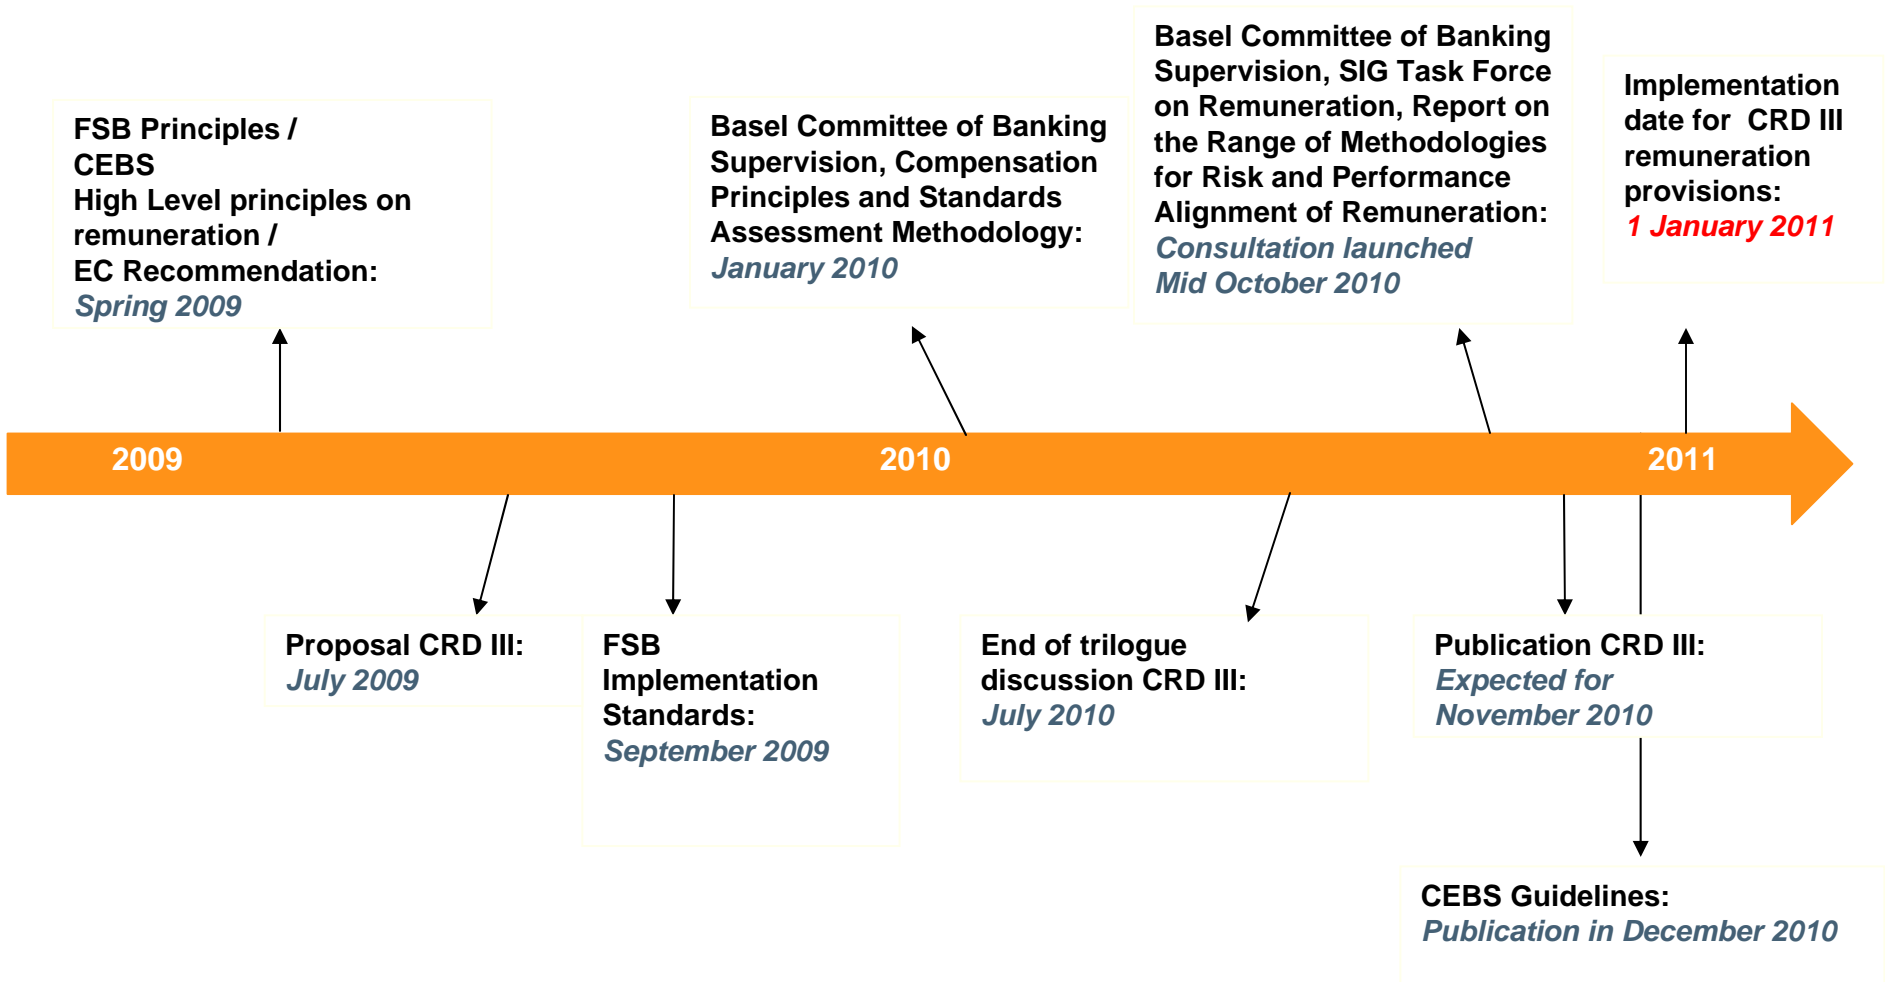 FSB Principles /
CEBS
High Level principles on
remuneration /
EC Recommendation:
Spring 2009
Basel Committee of Banking
Supervision, Compensation
Principles and Standards
Assessment Methodology:
January 2010
Basel Committee of Banking
Supervision, SIG Task Force
on Remuneration, Report on
the Range of Methodologies
for Risk and Performance
Alignment of Remuneration:
Consultation launched
Mid October 2010
Implementation
date for CRD III
remuneration
provisions:
1 January 2011
2009
2010
2011
Proposal CRD III:
July 2009
FSB
Implementation
Standards:
September 2009
End of trilogue
discussion CRD III:
July 2010
Publication CRD III:
Expected for
November 2010
CEBS Guidelines:
Publication in December 2010